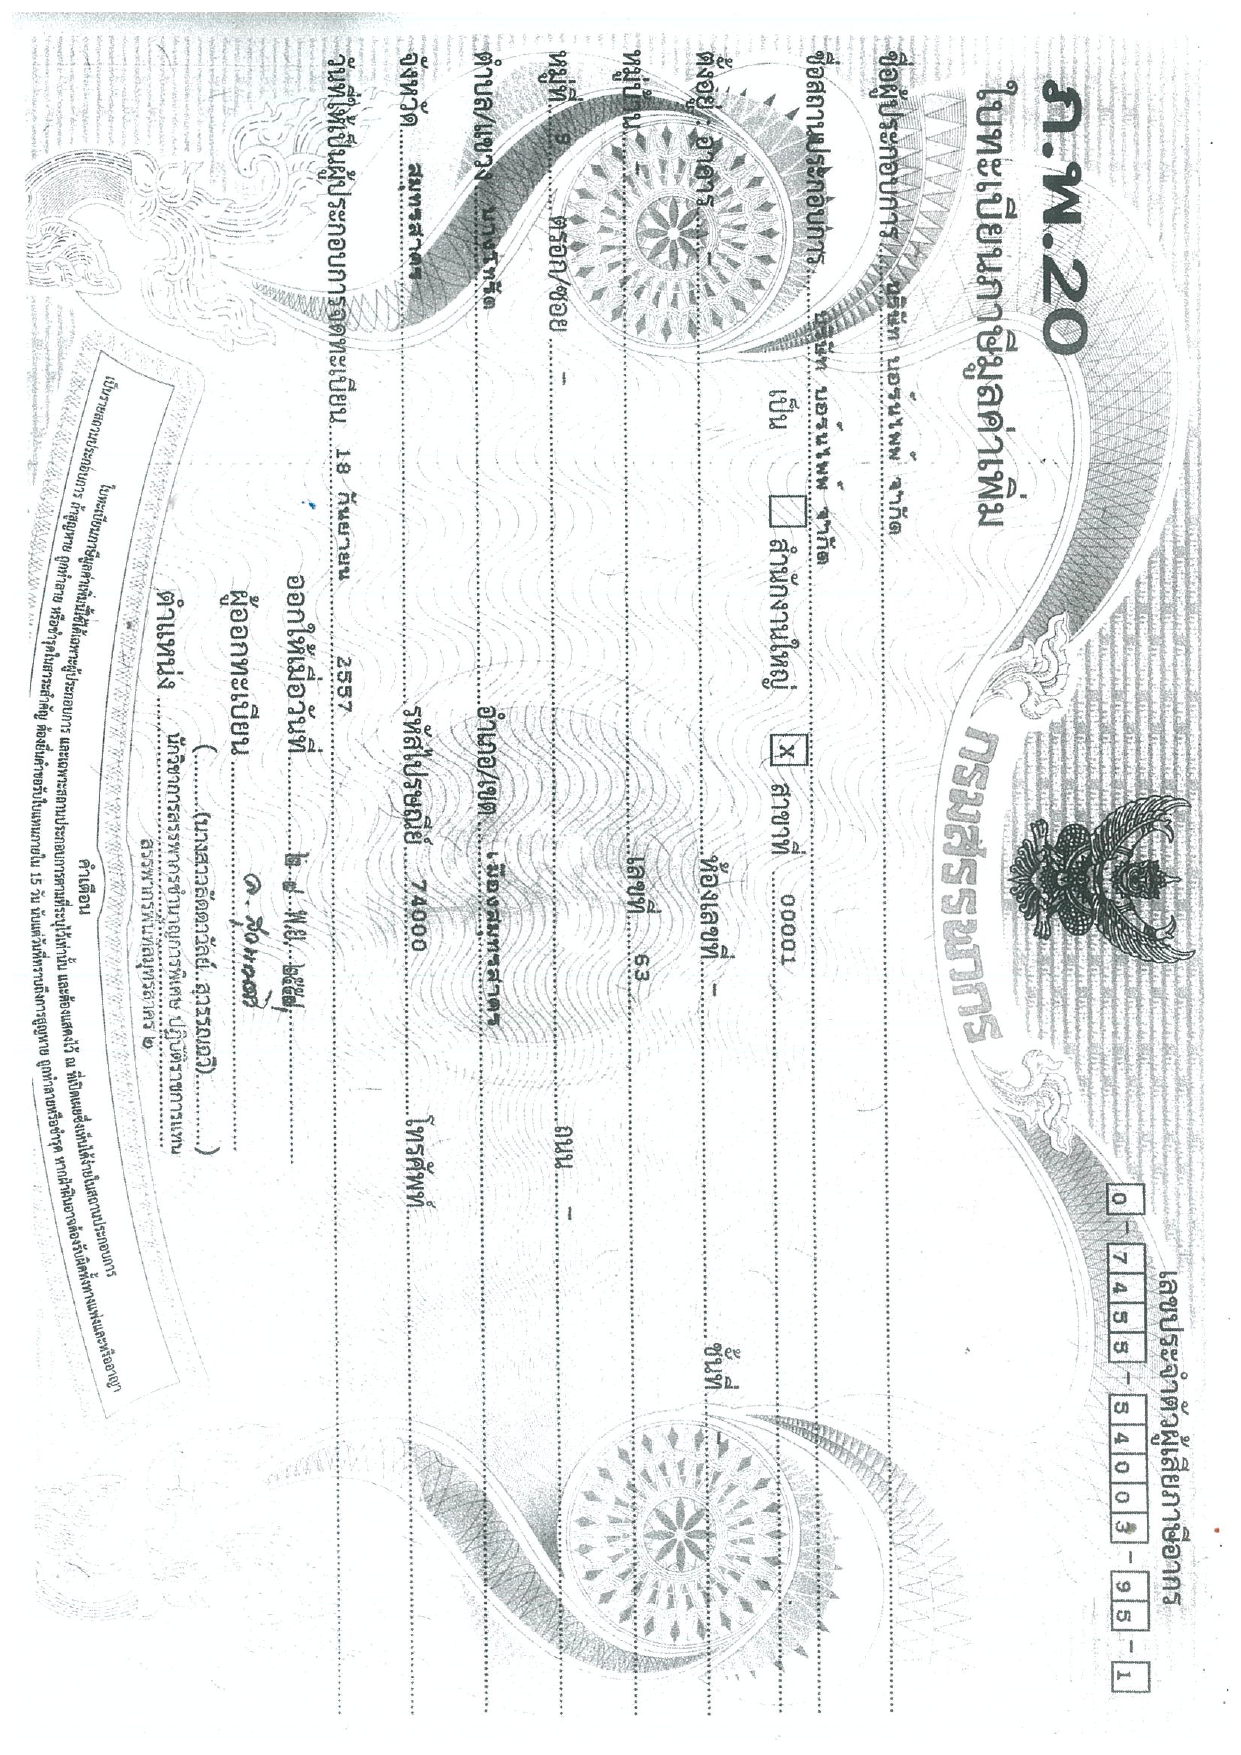 เลขประจำตัวผู้เสียภาษีอากร
0-7455-54003-95-1
ภ.พ.20
ใบทะเบียนภาษีมูลค่าเพิ่ม
กรมสรรพากร
ชื่อผู้ประกอบการ บริษัท บอร์นไพพ์ จำกัด
ชื่อสถานประกอบการ บริษัท บอร์นไพพ์ จำกัด
เป็น สำนักงานใหญ่ X สาขาที่ 00001
ตั้งอยู่ : อาคาร - ห้องเลขที่ - ชั้นที่ -
หมู่บ้าน - เลขที่ 63
หมู่ที่ 8 ตรอก/ซอย - ถนน -
ตำบล/แขวง บางโทรัด อำเภอ/เขต เมืองสมุทรสาคร
จังหวัด สมุทรสาคร รหัสไปรษณีย์ 74000 โทรศัพท์
วันที่ให้เป็นผู้ประกอบการจดทะเบียน 18 กันยายน 2557
ออกให้เมื่อวันที่ พ.ย. ๒๕๕๗
ผู้ออกทะเบียน
(นางสาวลัดดาวัลย์ สุวรรณฉวี)
ตำแหน่ง นักวิชาการสรรพากรชำนาญการพิเศษ ปฏิบัติราชการแทน
สรรพากรพื้นที่สมุทรสาคร ๒
คำเตือน
ใบทะเบียนภาษีมูลค่าเพิ่มนี้ใช้ได้เฉพาะผู้ประกอบการ และเฉพาะสถานประกอบการตามที่ระบุไว้เท่านั้น และต้องแสดงไว้ ณ ที่เปิดเผยซึ่งเห็นได้ง่ายในสถานประกอบการ
เป็นรายสถานประกอบการ ถ้าสูญหาย ถูกทำลาย หรือชำรุดในสาระสำคัญ ต้องยื่นคำขอรับใบแทนภายใน 15 วัน นับแต่วันที่ทราบถึงการสูญหาย ถูกทำลายหรือชำรุด หากฝ่าฝืนอาจต้องรับผิดทั้งทางแพ่งและหรืออาญา